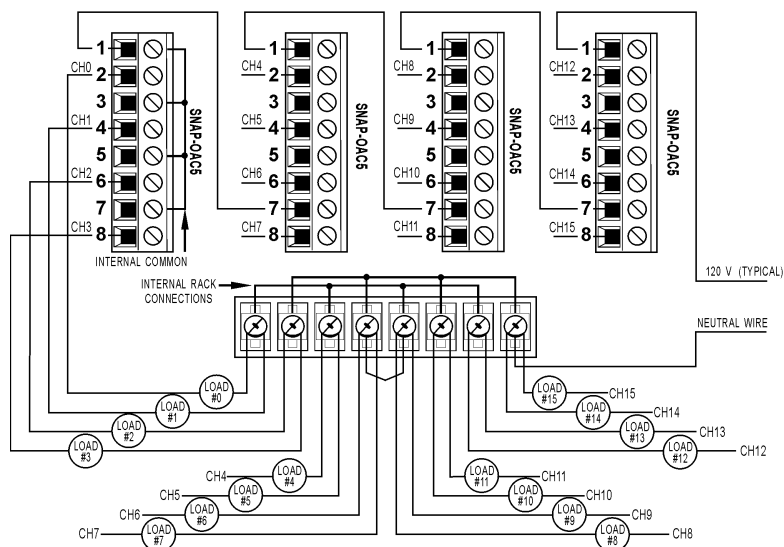 1
CH0 2
3
CH1 4
5
CH2 6
7
CH3 8
SNAP-OAC5
INTERNAL COMMON
1
CH4 2
3
CH5 4
5
CH6 6
7
CH7 8
SNAP-OAC5
1
CH8 2
3
CH9 4
5
CH10 6
7
CH11 8
SNAP-OAC5
1
CH12 2
3
CH13 4
5
CH14 6
7
CH15 8
SNAP-OAC5
120 V (TYPICAL)
INTERNAL RACK
CONNECTIONS
NEUTRAL WIRE
LOAD
#0
LOAD
#1
LOAD
#2
LOAD
#3
LOAD
#15
CH15
LOAD
#14
CH14
LOAD
#13
CH13
LOAD
#12
CH12
CH4
LOAD
#4
CH5
LOAD
#5
CH6
LOAD
#6
CH7
LOAD
#7
LOAD
#11
CH11
LOAD
#10
CH10
LOAD
#9
CH9
LOAD
#8
CH8